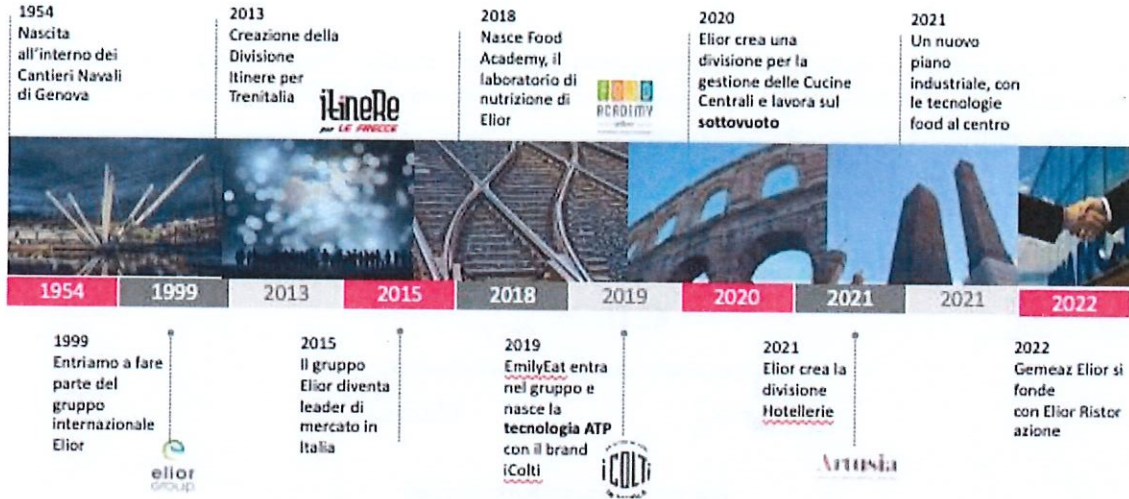 1954
Nascita
all'interno dei
Cantieri Navali
di Genova
2013
Creazione della
Divisione
Itinere per
Trenitalia
itineRe
per LE FRECCE
2018
Nasce Food
Academy, il
laboratorio di
nutrizione di
Elior
FOOD
ACADEMY
2020
Elior crea una
divisione per la
gestione delle Cucine
Centrali e lavora sul
sottovuoto
2021
Un nuovo
piano
industriale, con
le tecnologie
food al centro
1954 1999 2013 2015 2018 2019 2020 2021 2021 2022
1999
Entriamo a fare
parte del
gruppo
internazionale
Elior
elior
GROUP
2015
Il gruppo
Elior diventa
leader di
mercato in
Italia
2019
EmilyEat entra
nel gruppo e
nasce la
tecnologia ATP
con il brand
iColti
iCOLTi
2021
Elior crea la
divisione
Hotellerie
Artusia
2022
Gemeaz Elior si
fonde
con Elior Ristor
azione